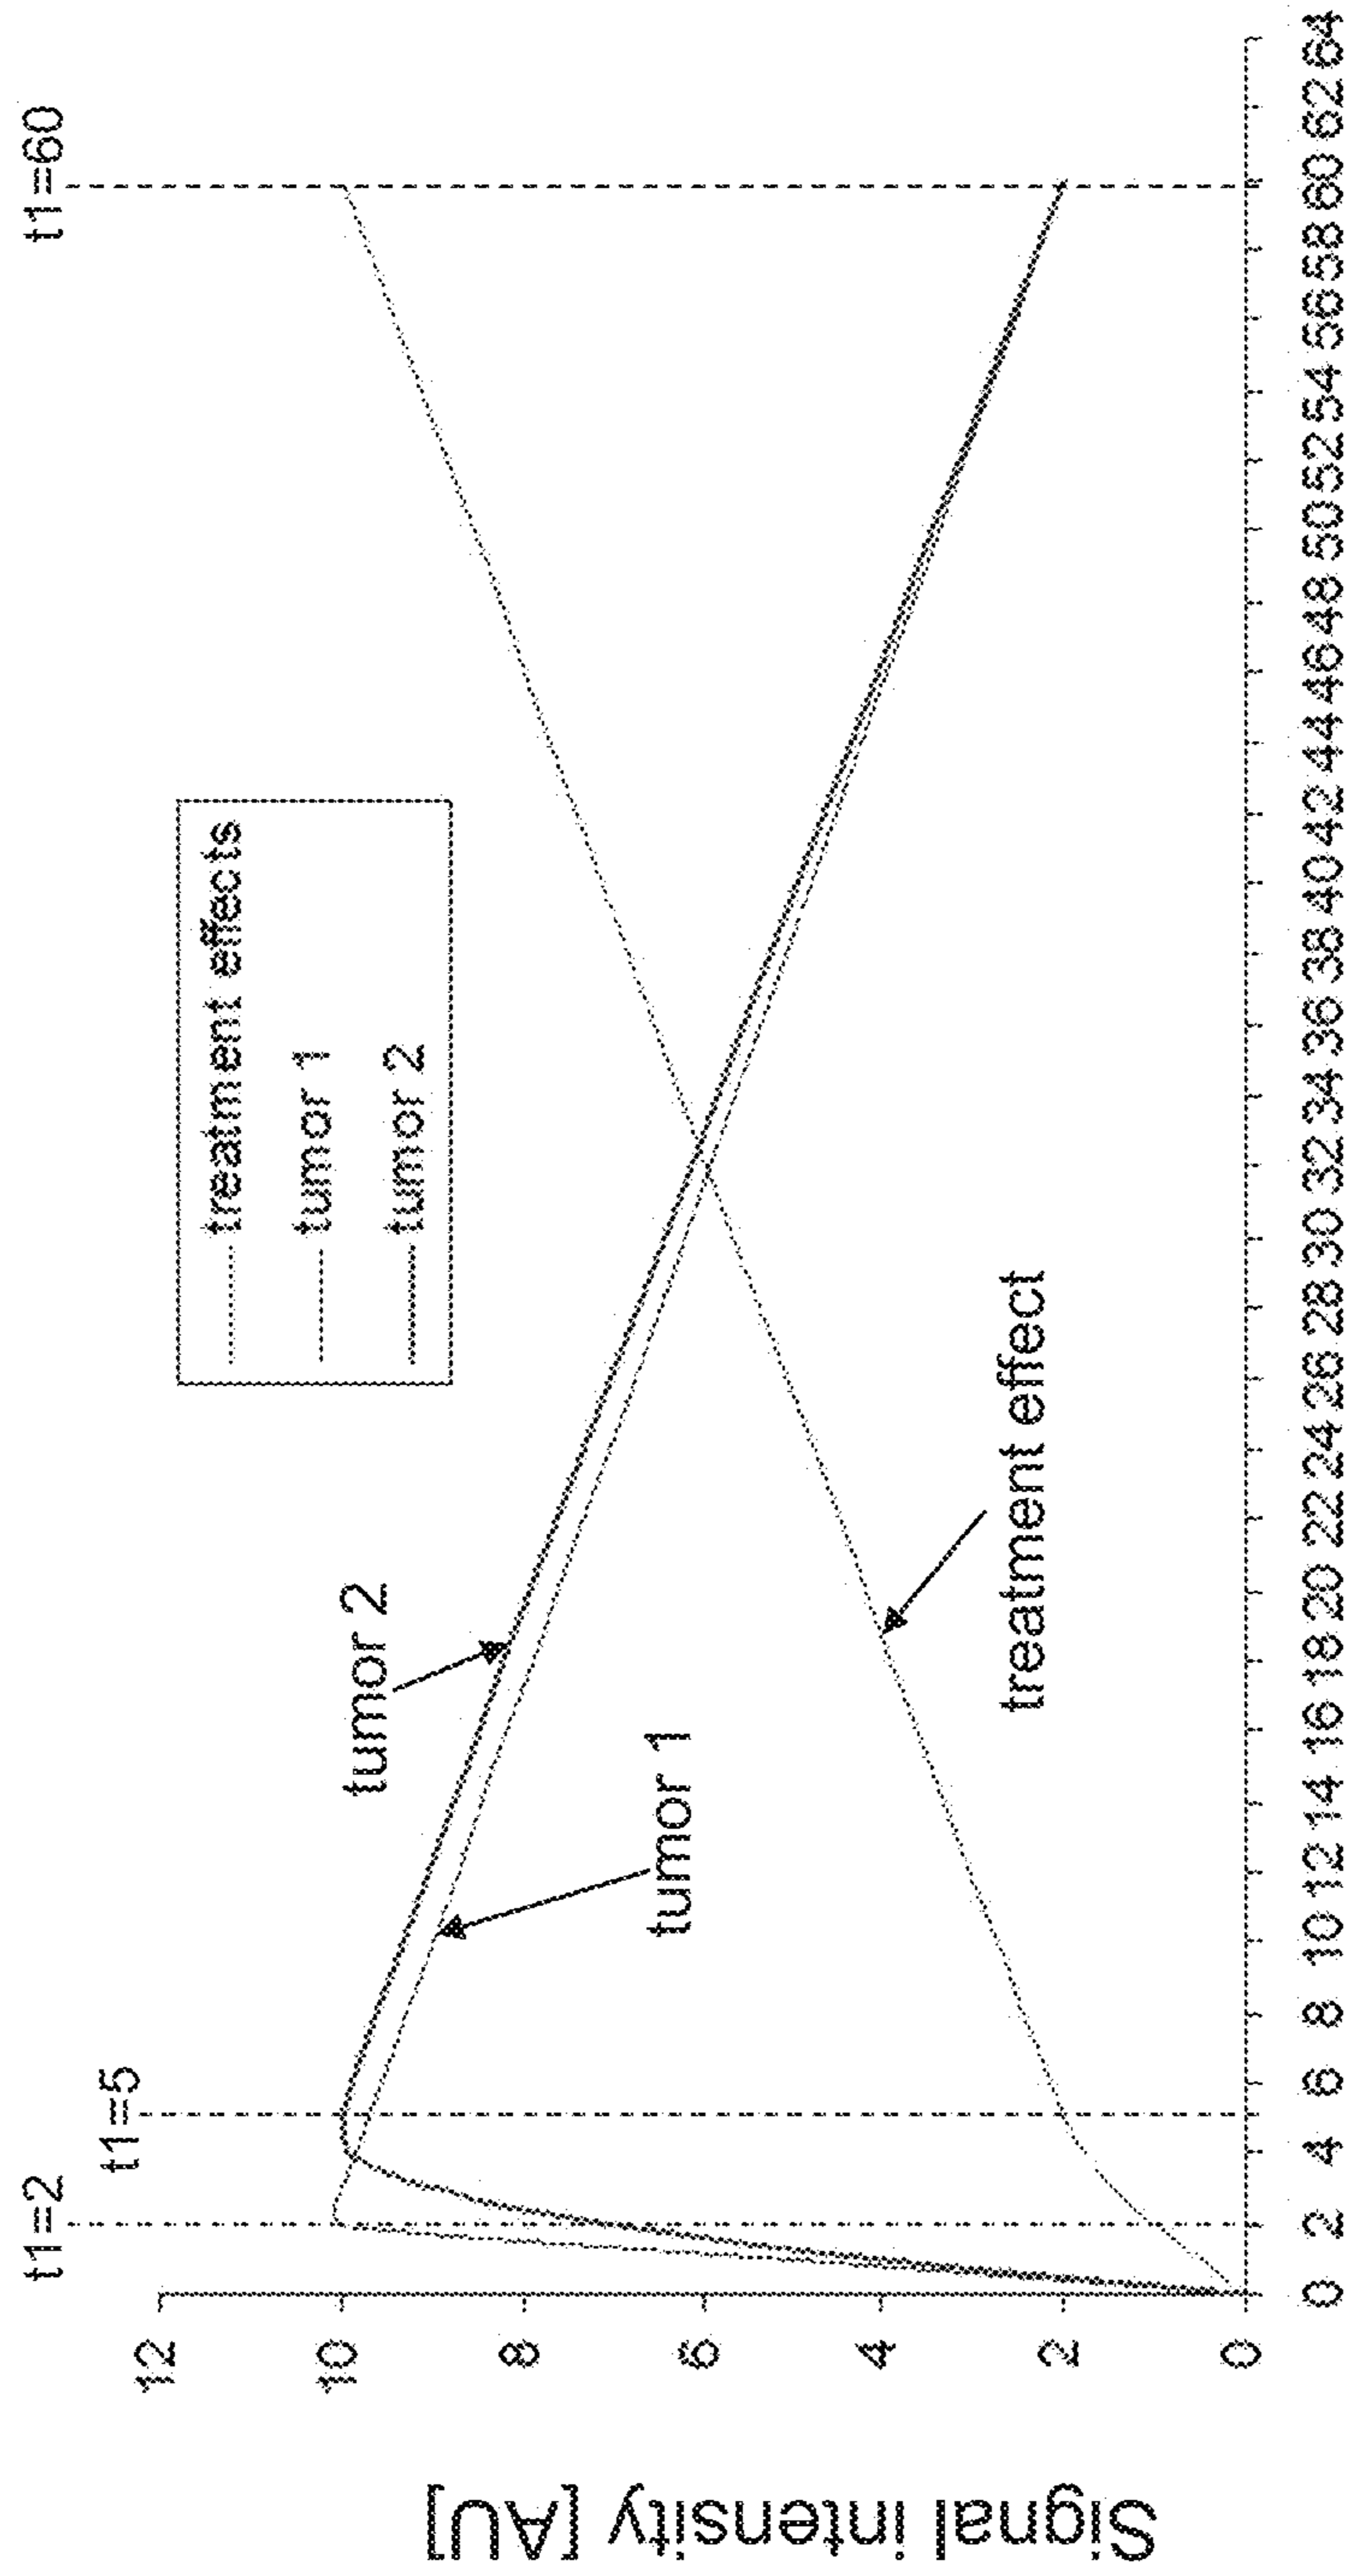 t1=2
t1=5
t1=60
12
10
8
6
4
2
0
Signal intensity [AU]
treatment effects
tumor 1
tumor 2
tumor 2
tumor 1
treatment effect
0 2 4 6 8 10 12 14 16 18 20 22 24 26 28 30 32 34 36 38 40 42 44 46 48 50 52 54 56 58 60 62 64